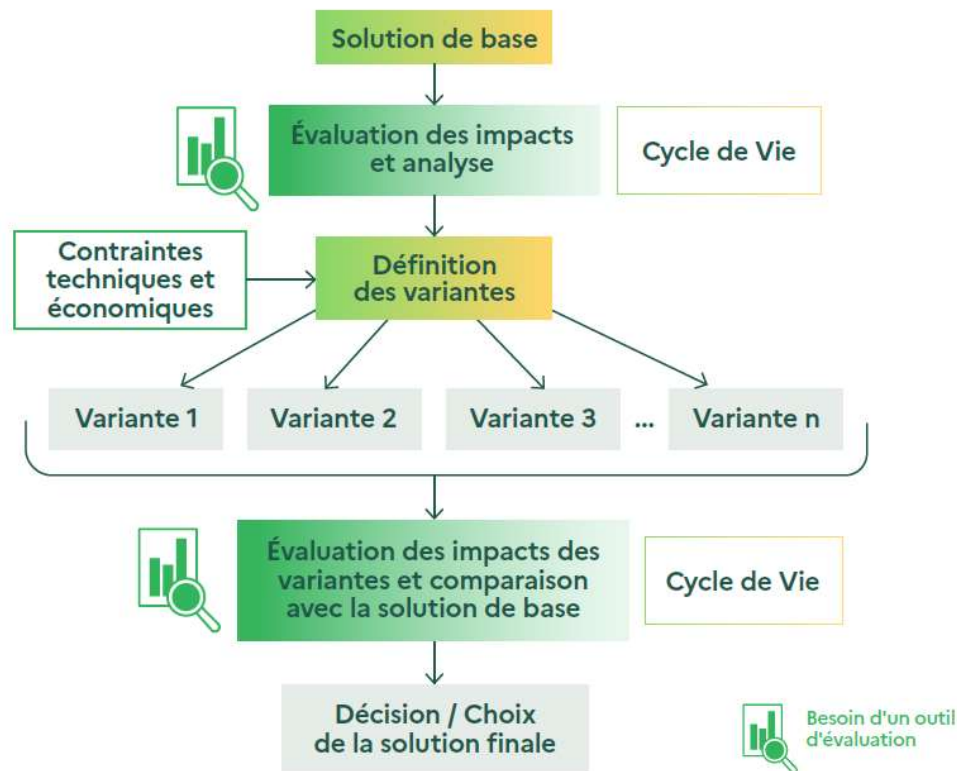 Solution de base
Évaluation des impacts
et analyse
Cycle de Vie
Contraintes
techniques et
économiques
Définition
des variantes
Variante 1
Variante 2
Variante 3
...
Variante n
Évaluation des impacts des
variantes et comparaison
avec la solution de base
Cycle de Vie
Décision / Choix
de la solution finale
Besoin d'un outil
d'évaluation